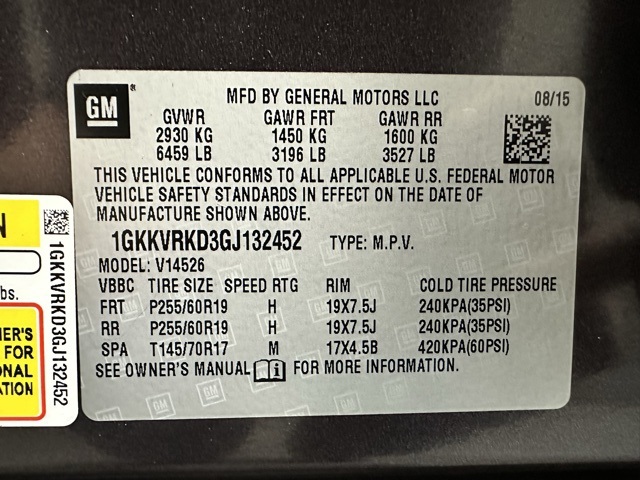 GM
MFD BY GENERAL MOTORS LLC 08/15
GVWR GAWR FRT GAWR RR
2930 KG 1450 KG 1600 KG
6459 LB 3196 LB 3527 LB
THIS VEHICLE CONFORMS TO ALL APPLICABLE U.S. FEDERAL MOTOR
VEHICLE SAFETY STANDARDS IN EFFECT ON THE DATE OF
MANUFACTURE SHOWN ABOVE.
1GKKVRKD3GJ132452 TYPE: M.P.V.
MODEL: V14526
VBBC TIRE SIZE SPEED RTG RIM COLD TIRE PRESSURE
FRT P255/60R19 H 19X7.5J 240KPA(35PSI)
RR P255/60R19 H 19X7.5J 240KPA(35PSI)
SPA T145/70R17 M 17X4.5B 420KPA(60PSI)
SEE OWNER'S MANUAL FOR MORE INFORMATION.
1GKKVRKD3GJ132452
lbs.
FOR